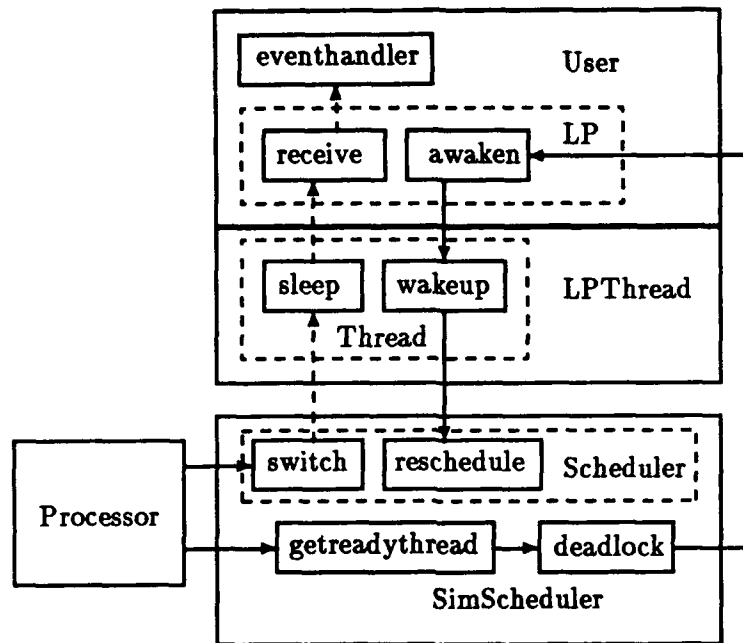 eventhandler
User
LP
receive
awaken
sleep
wakeup
LPThread
Thread
switch
reschedule
Scheduler
Processor
getreadythread
deadlock
SimScheduler